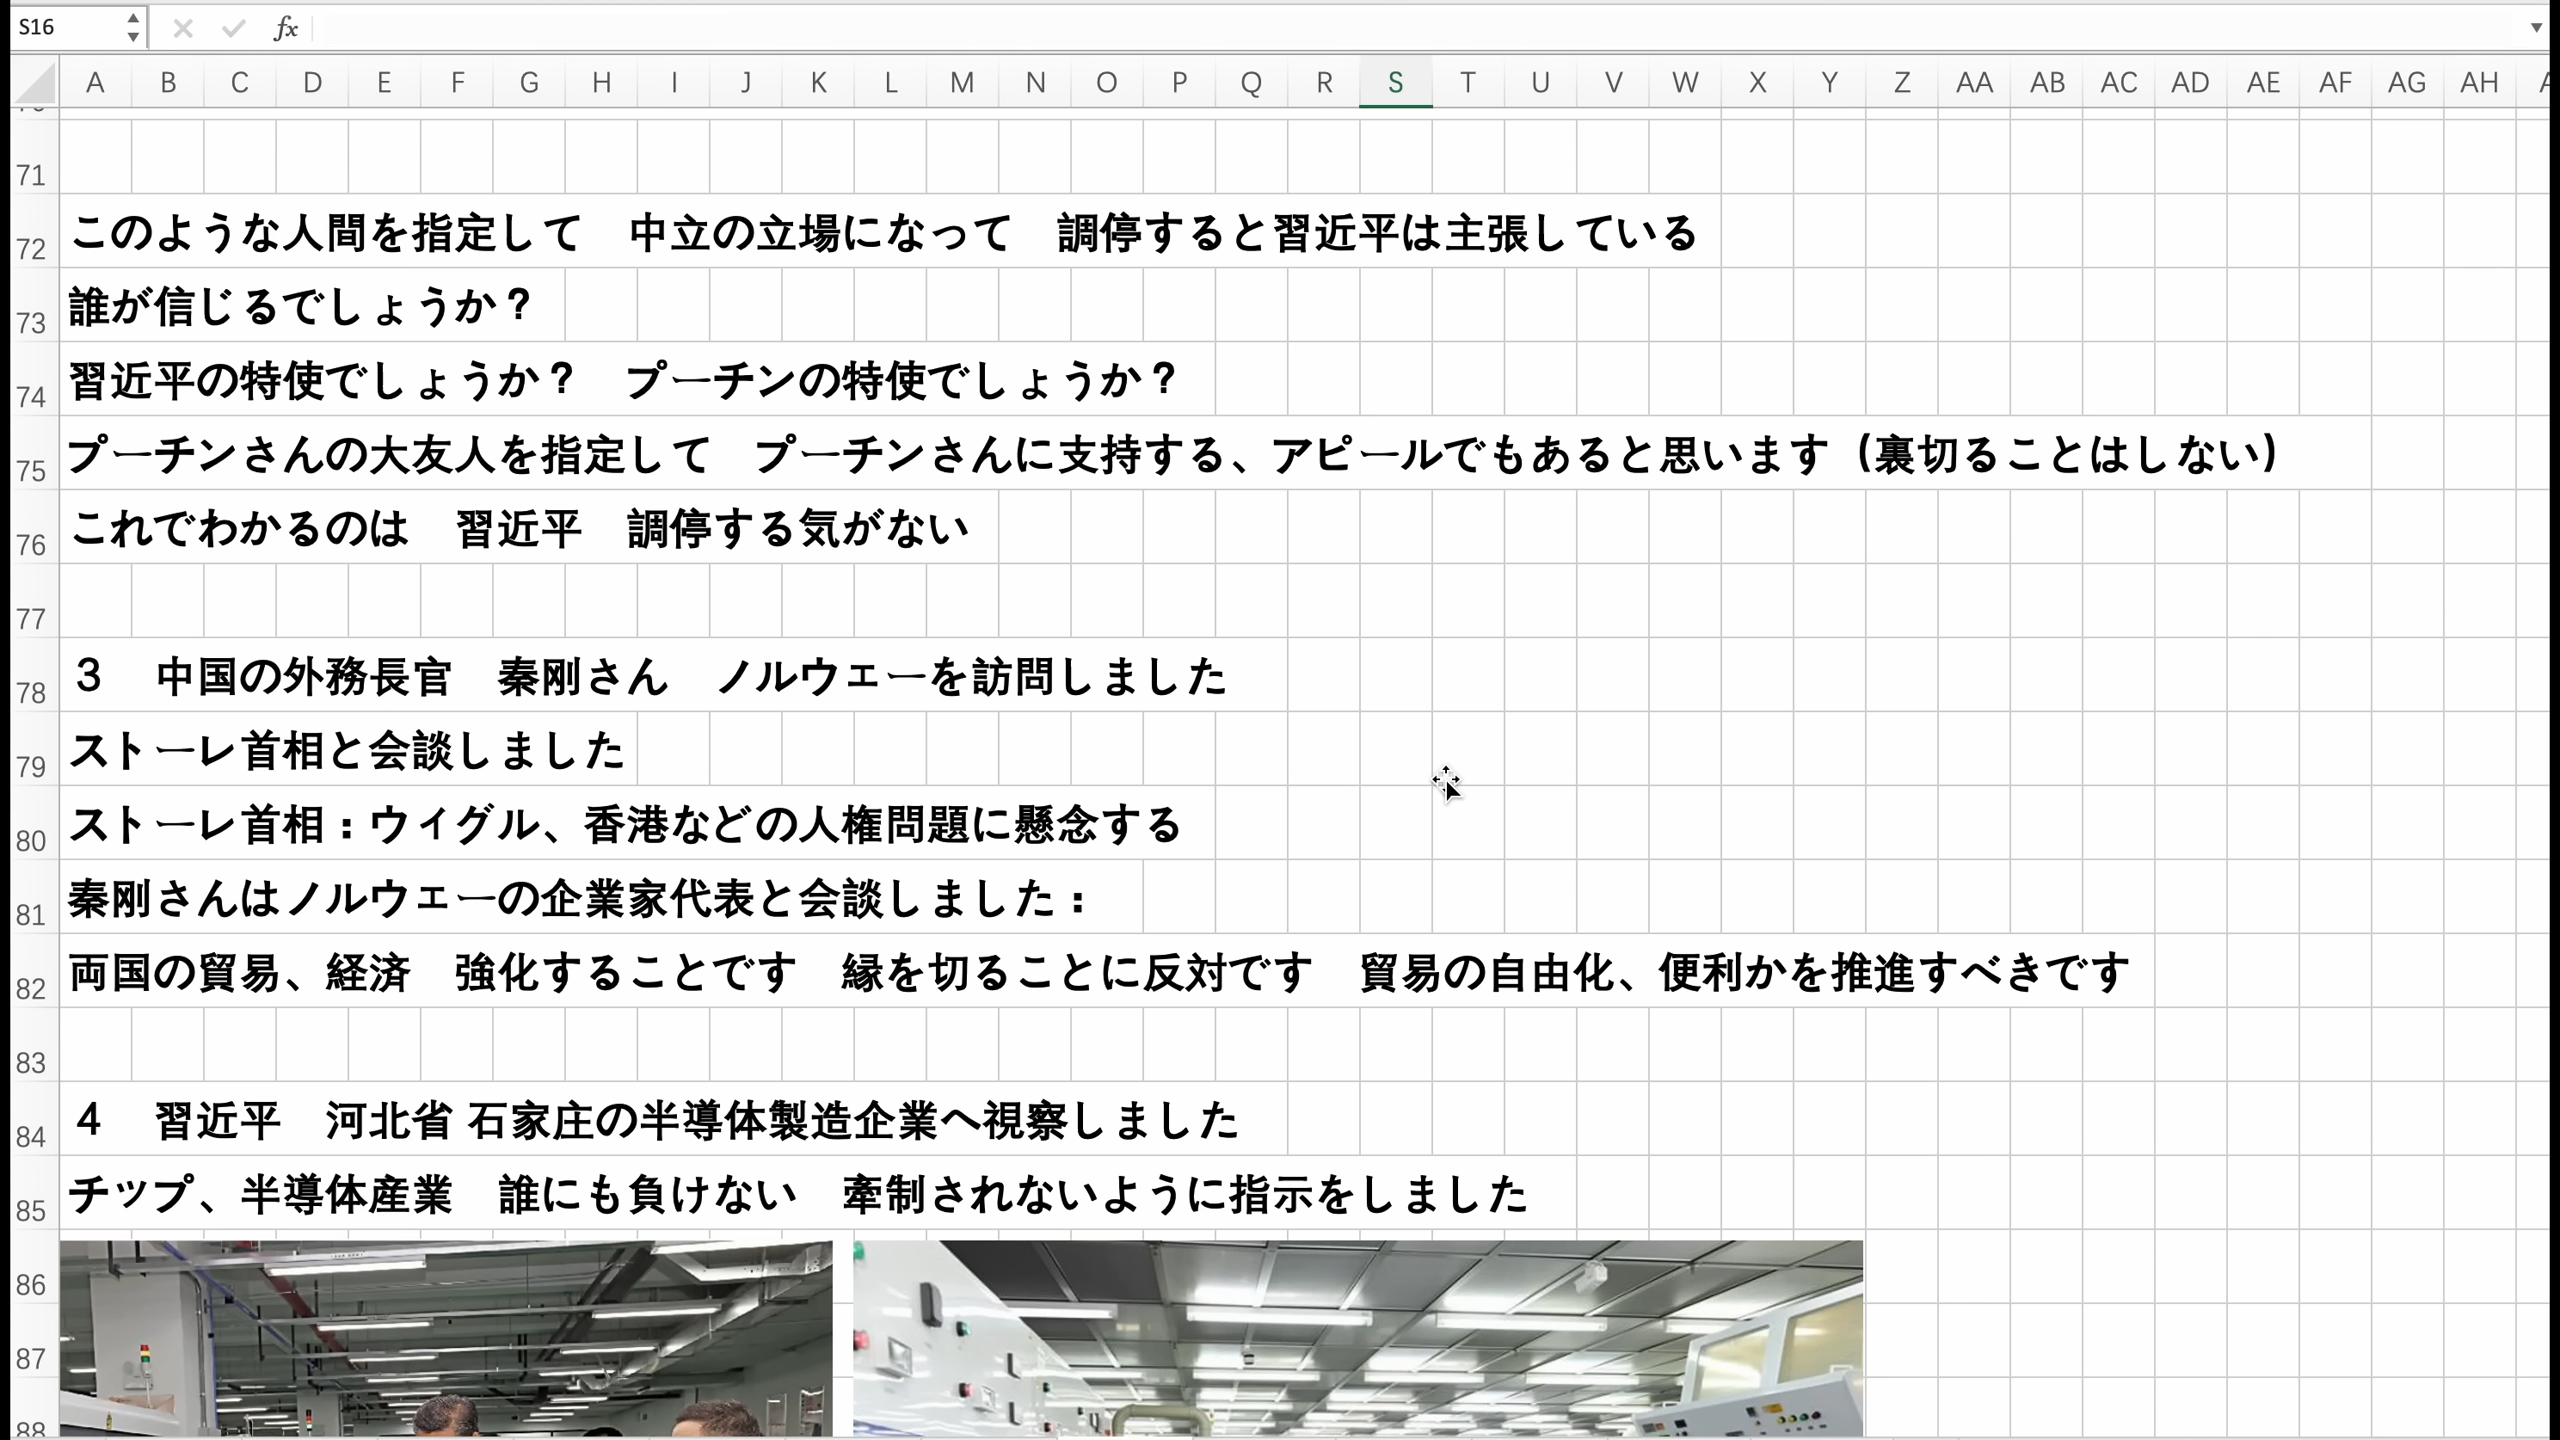 S16
fx
A B C D E F G H I J K L M N O P Q R S T U V W X Y Z AA AB AC AD AE AF AG AH
71
72 このような人間を指定して　中立の立場になって　調停すると習近平は主張している
73 誰が信じるでしょうか？
74 習近平の特使でしょうか？　プーチンの特使でしょうか？
75 プーチンさんの大友人を指定して　プーチンさんに支持する、アピールでもあると思います（裏切ることはしない）
76 これでわかるのは　習近平　調停する気がない
77
78 ３　中国の外務長官　秦剛さん　ノルウェーを訪問しました
79 ストーレ首相と会談しました
80 ストーレ首相：ウィグル、香港などの人権問題に懸念する
81 秦剛さんはノルウェーの企業家代表と会談しました：
82 両国の貿易、経済　強化することです　縁を切ることに反対です　貿易の自由化、便利かを推進すべきです
83
84 ４　習近平　河北省 石家庄の半導体製造企業へ視察しました
85 チップ、半導体産業　誰にも負けない　牽制されないように指示をしました
86
87
88